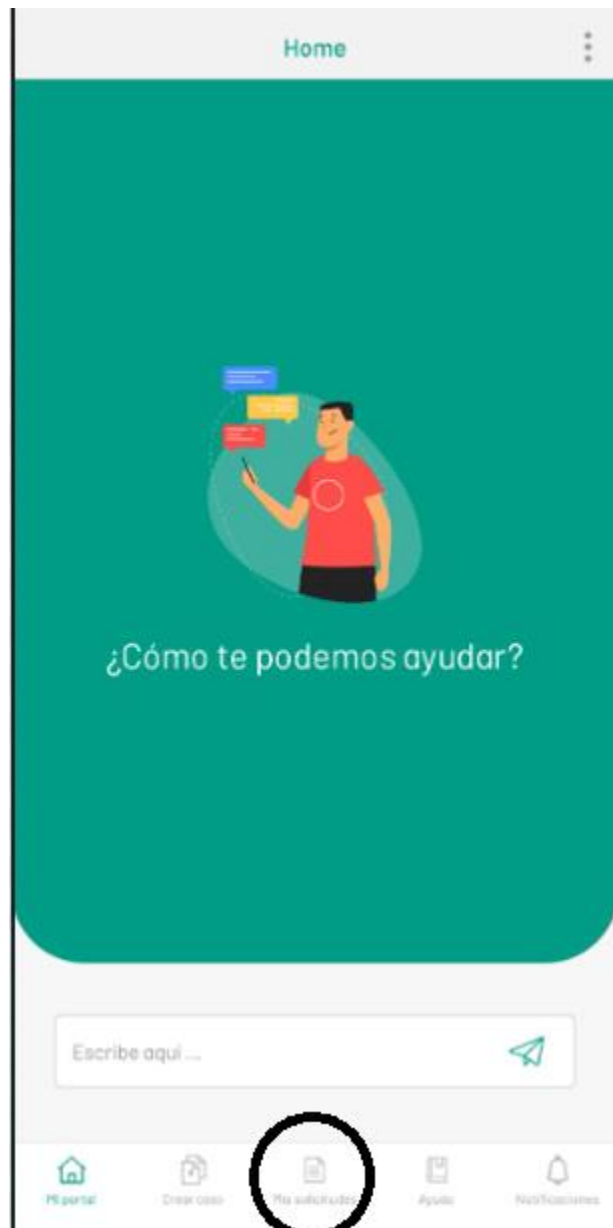 Home
¿Cómo te podemos ayudar?
Escribe aquí ...
Mi portal
Crear caso
Mis solicitudes
Ayuda
Notificaciones